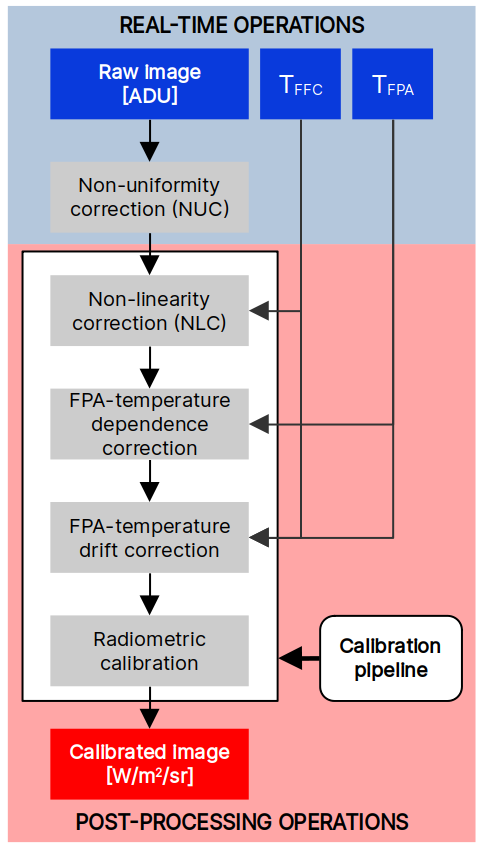 REAL-TIME OPERATIONS
Raw Image
[ADU]
TFFC
TFPA
Non-uniformity
correction (NUC)
Non-linearity
correction (NLC)
FPA-temperature
dependence
correction
FPA-temperature
drift correction
Radiometric
calibration
Calibration
pipeline
Calibrated Image
[W/m²/sr]
POST-PROCESSING OPERATIONS